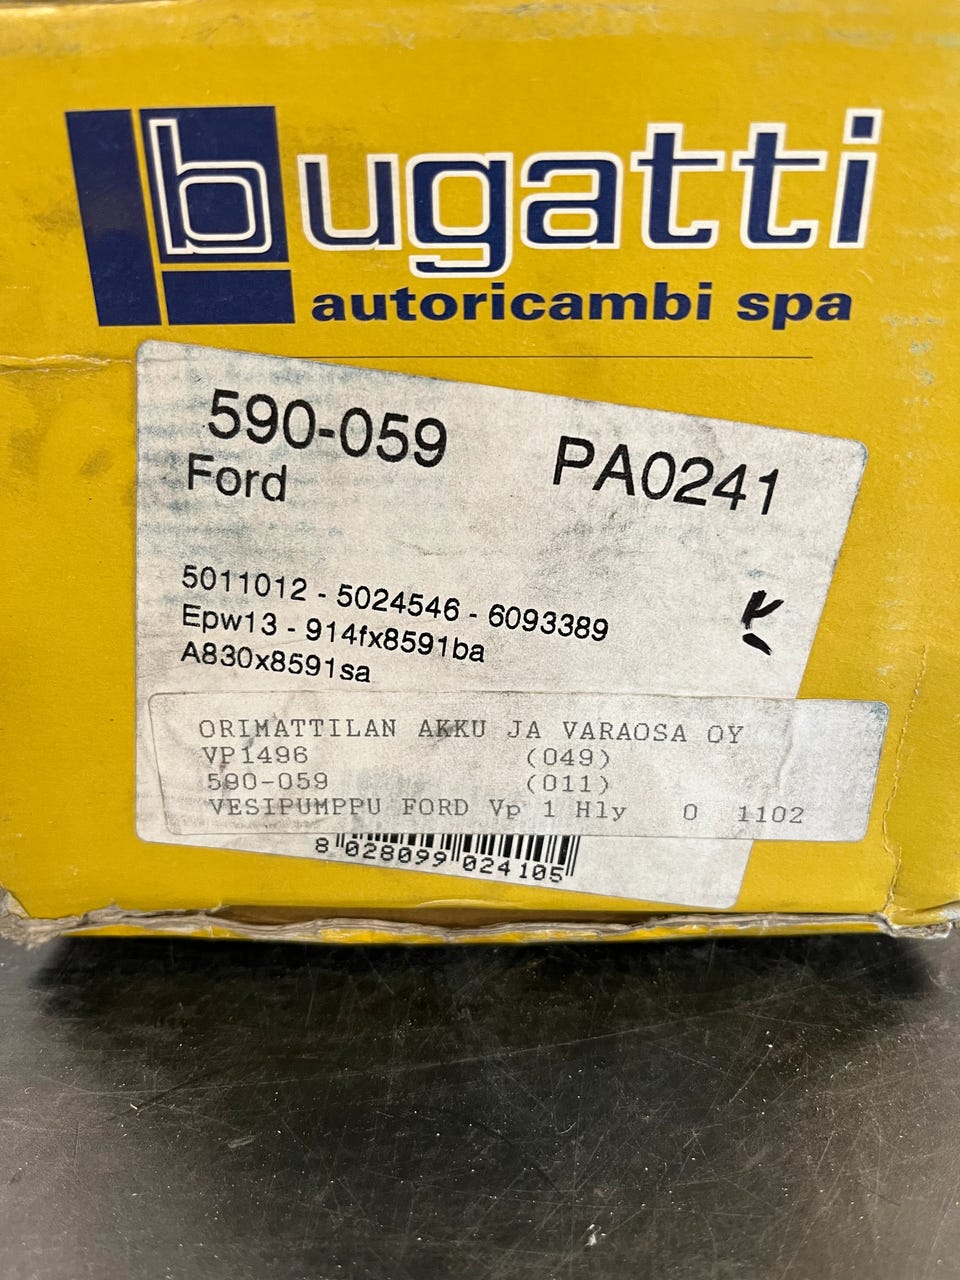 bugatti
autoricambi spa
590-059 PA0241
Ford
5011012 - 5024546 - 6093389
Epw13 - 914fx8591ba
A830x8591sa
K
ORIMATTILAN AKKU JA VARAOSA OY
VP1496 (049)
590-059 (011)
VESIPUMPPU FORD Vp 1 Hly 0 1102
8 028099 024105